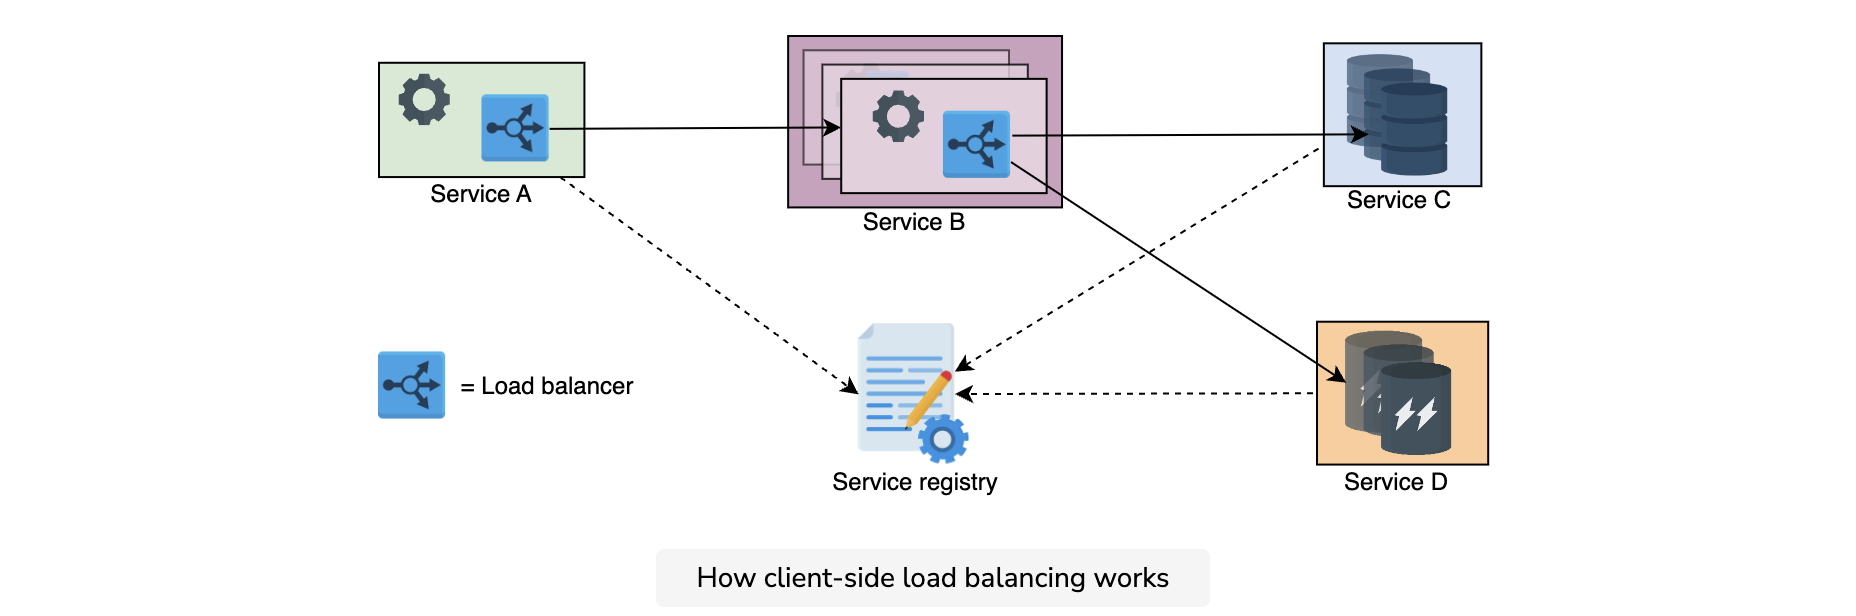 Service A
Service B
Service C
= Load balancer
Service registry
Service D
How client-side load balancing works